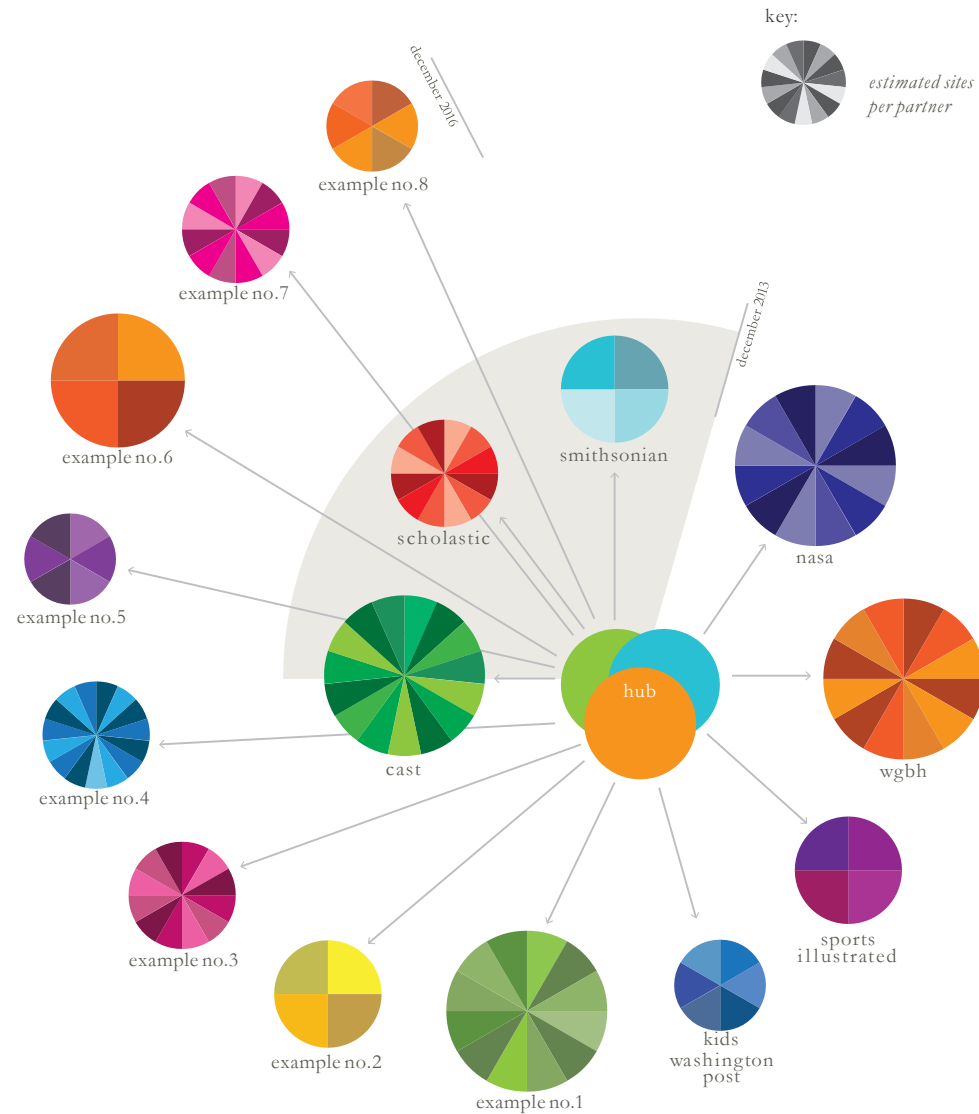 key:
estimated sites
per partner
december 2016
example no.8
example no.7
december 2013
example no.6
smithsonian
scholastic
nasa
example no.5
hub
cast
wgbh
example no.4
sports
illustrated
example no.3
kids
washington
post
example no.2
example no.1